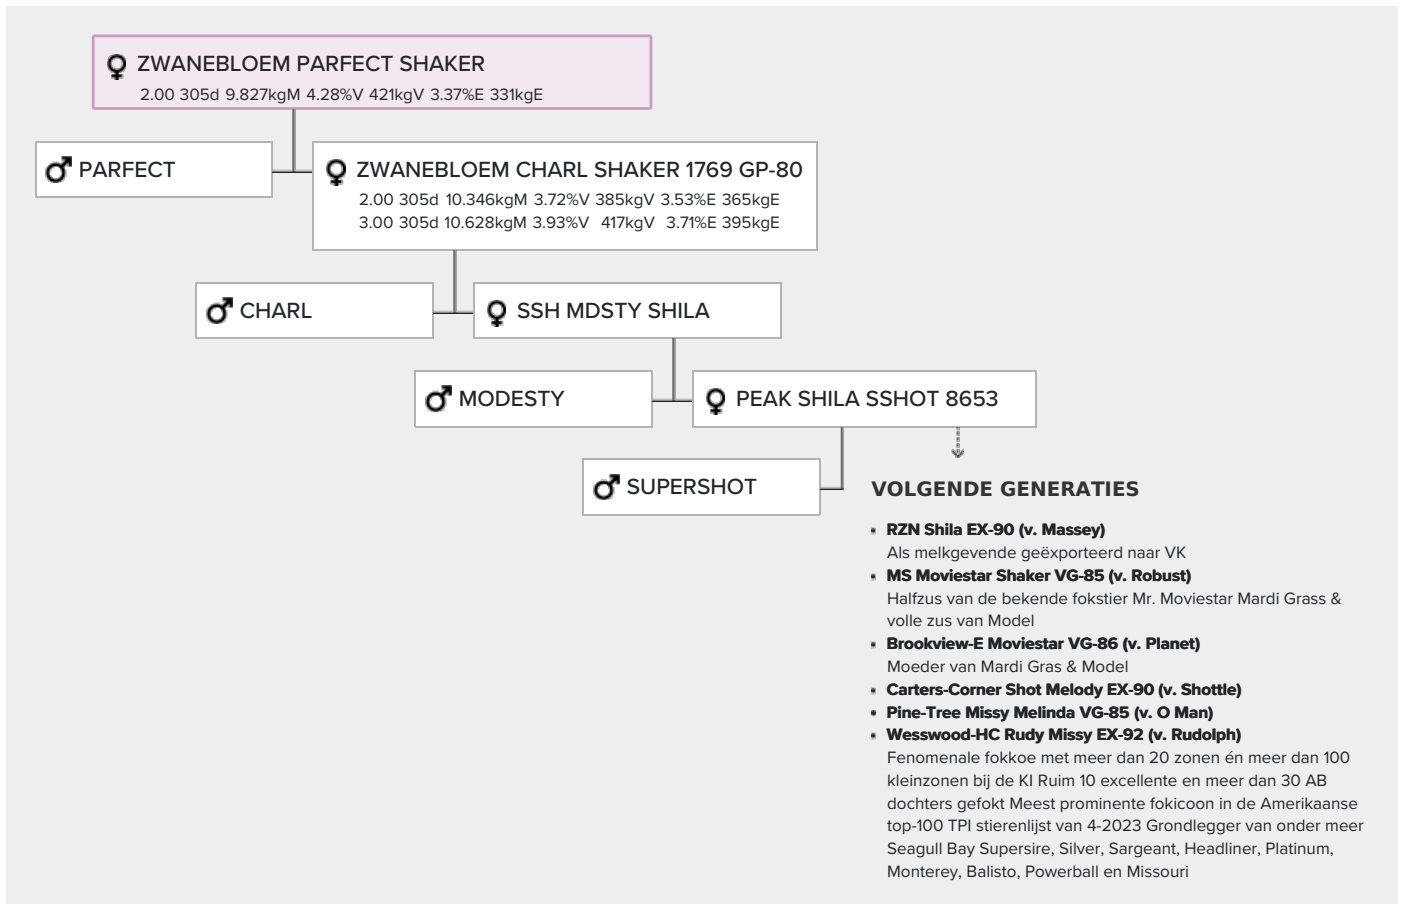 ZWANEBLOEM PARFECT SHAKER
2.00 305d 9.827kgM 4.28%V 421kgV 3.37%E 331kgE
PARFECT
ZWANEBLOEM CHARL SHAKER 1769 GP-80
2.00 305d 10.346kgM 3.72%V 385kgV 3.53%E 365kgE
3.00 305d 10.628kgM 3.93%V 417kgV 3.71%E 395kgE
CHARL
SSH MDSTY SHILA
MODESTY
PEAK SHILA SSHOT 8653
SUPERSHOT
VOLGENDE GENERATIES
▪ RZN Shila EX-90 (v. Massey)
Als melkgevende geëxporteerd naar VK
▪ MS Moviestar Shaker VG-85 (v. Robust)
Halfzus van de bekende fokstier Mr. Moviestar Mardi Grass &
volle zus van Model
▪ Brookview-E Moviestar VG-86 (v. Planet)
Moeder van Mardi Gras & Model
▪ Carters-Corner Shot Melody EX-90 (v. Shottle)
▪ Pine-Tree Missy Melinda VG-85 (v. O Man)
▪ Wesswood-HC Rudy Missy EX-92 (v. Rudolph)
Fenomenale fokkoe met meer dan 20 zonen én meer dan 100
kleinzonen bij de KI Ruim 10 excellente en meer dan 30 AB
dochters gefokt Meest prominente fokicoon in de Amerikaanse
top-100 TPI stierenlijst van 4-2023 Grondlegger van onder meer
Seagull Bay Supersire, Silver, Sargeant, Headliner, Platinum,
Monterey, Balisto, Powerball en Missouri